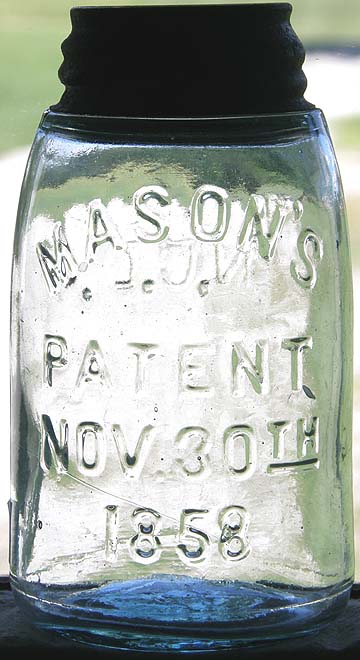 MASON'S
PATENT
NOV. 30TH
1858